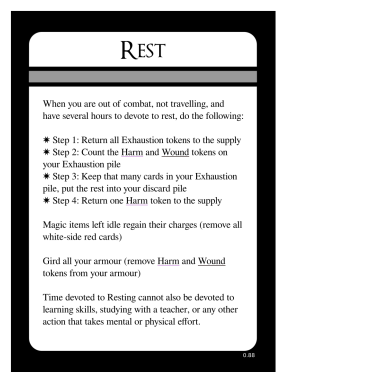 REST
When you are out of combat, not travelling, and
have several hours to devote to rest, do the following:
✷ Step 1: Return all Exhaustion tokens to the supply
✷ Step 2: Count the Harm and Wound tokens on
your Exhaustion pile
✷ Step 3: Keep that many cards in your Exhaustion
pile, put the rest into your discard pile
✷ Step 4: Return one Harm token to the supply
Magic items left idle regain their charges (remove all
white-side red cards)
Gird all your armour (remove Harm and Wound
tokens from your armour)
Time devoted to Resting cannot also be devoted to
learning skills, studying with a teacher, or any other
action that takes mental or physical effort.
0.88